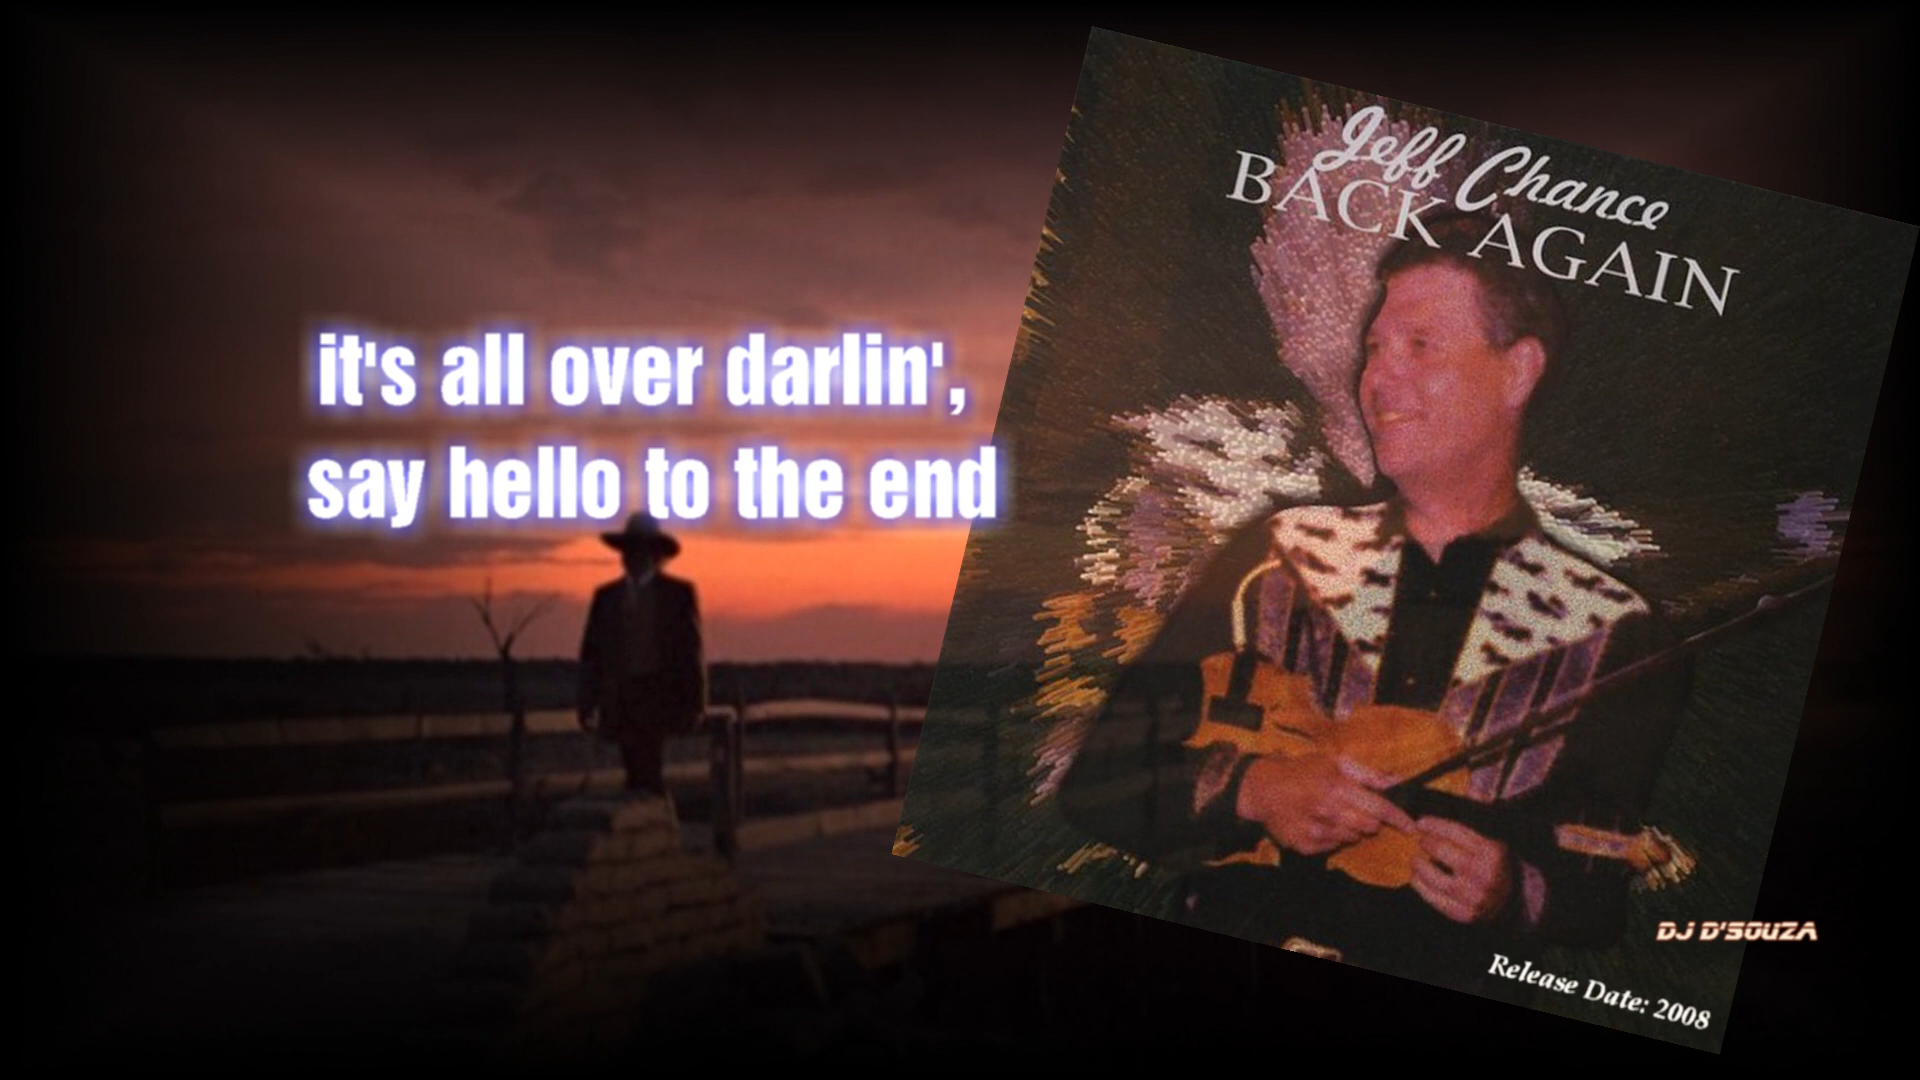 it's all over darlin',
say hello to the end
Jeff Chance
BACK AGAIN
DJ D'SOUZA
Release Date: 2008